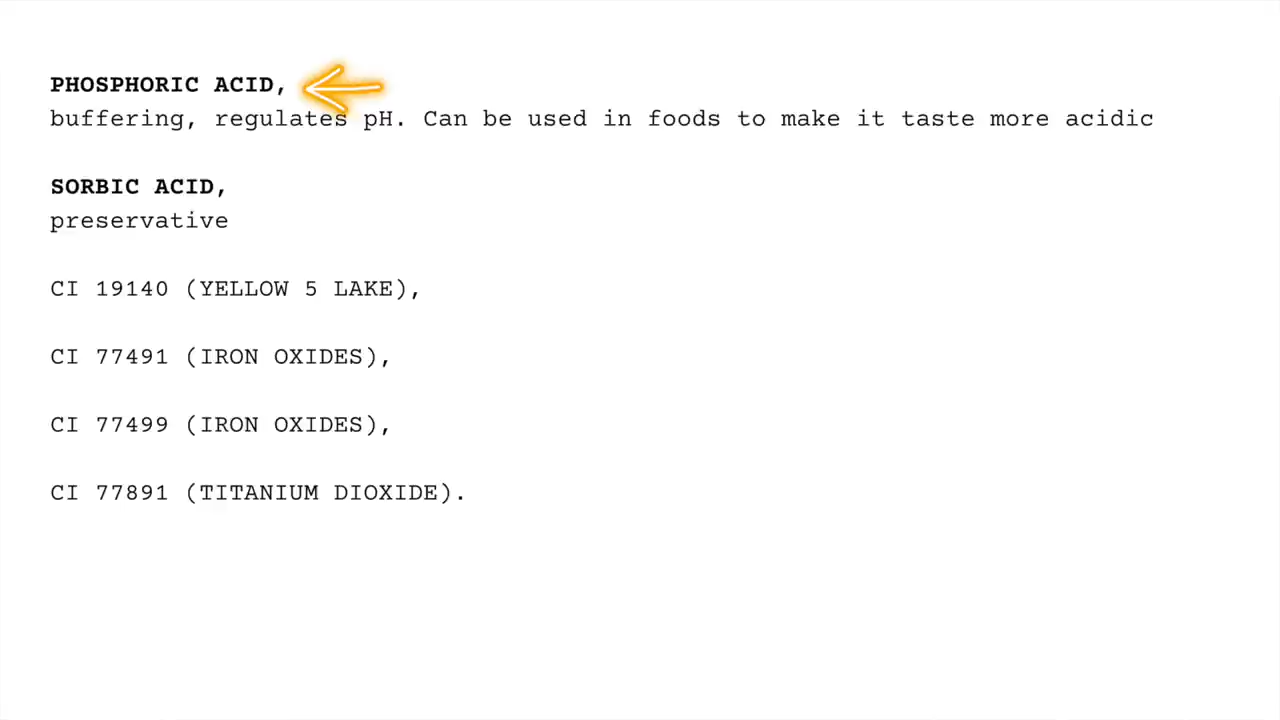 PHOSPHORIC ACID,
buffering, regulates pH. Can be used in foods to make it taste more acidic
SORBIC ACID,
preservative
CI 19140 (YELLOW 5 LAKE),
CI 77491 (IRON OXIDES),
CI 77499 (IRON OXIDES),
CI 77891 (TITANIUM DIOXIDE).